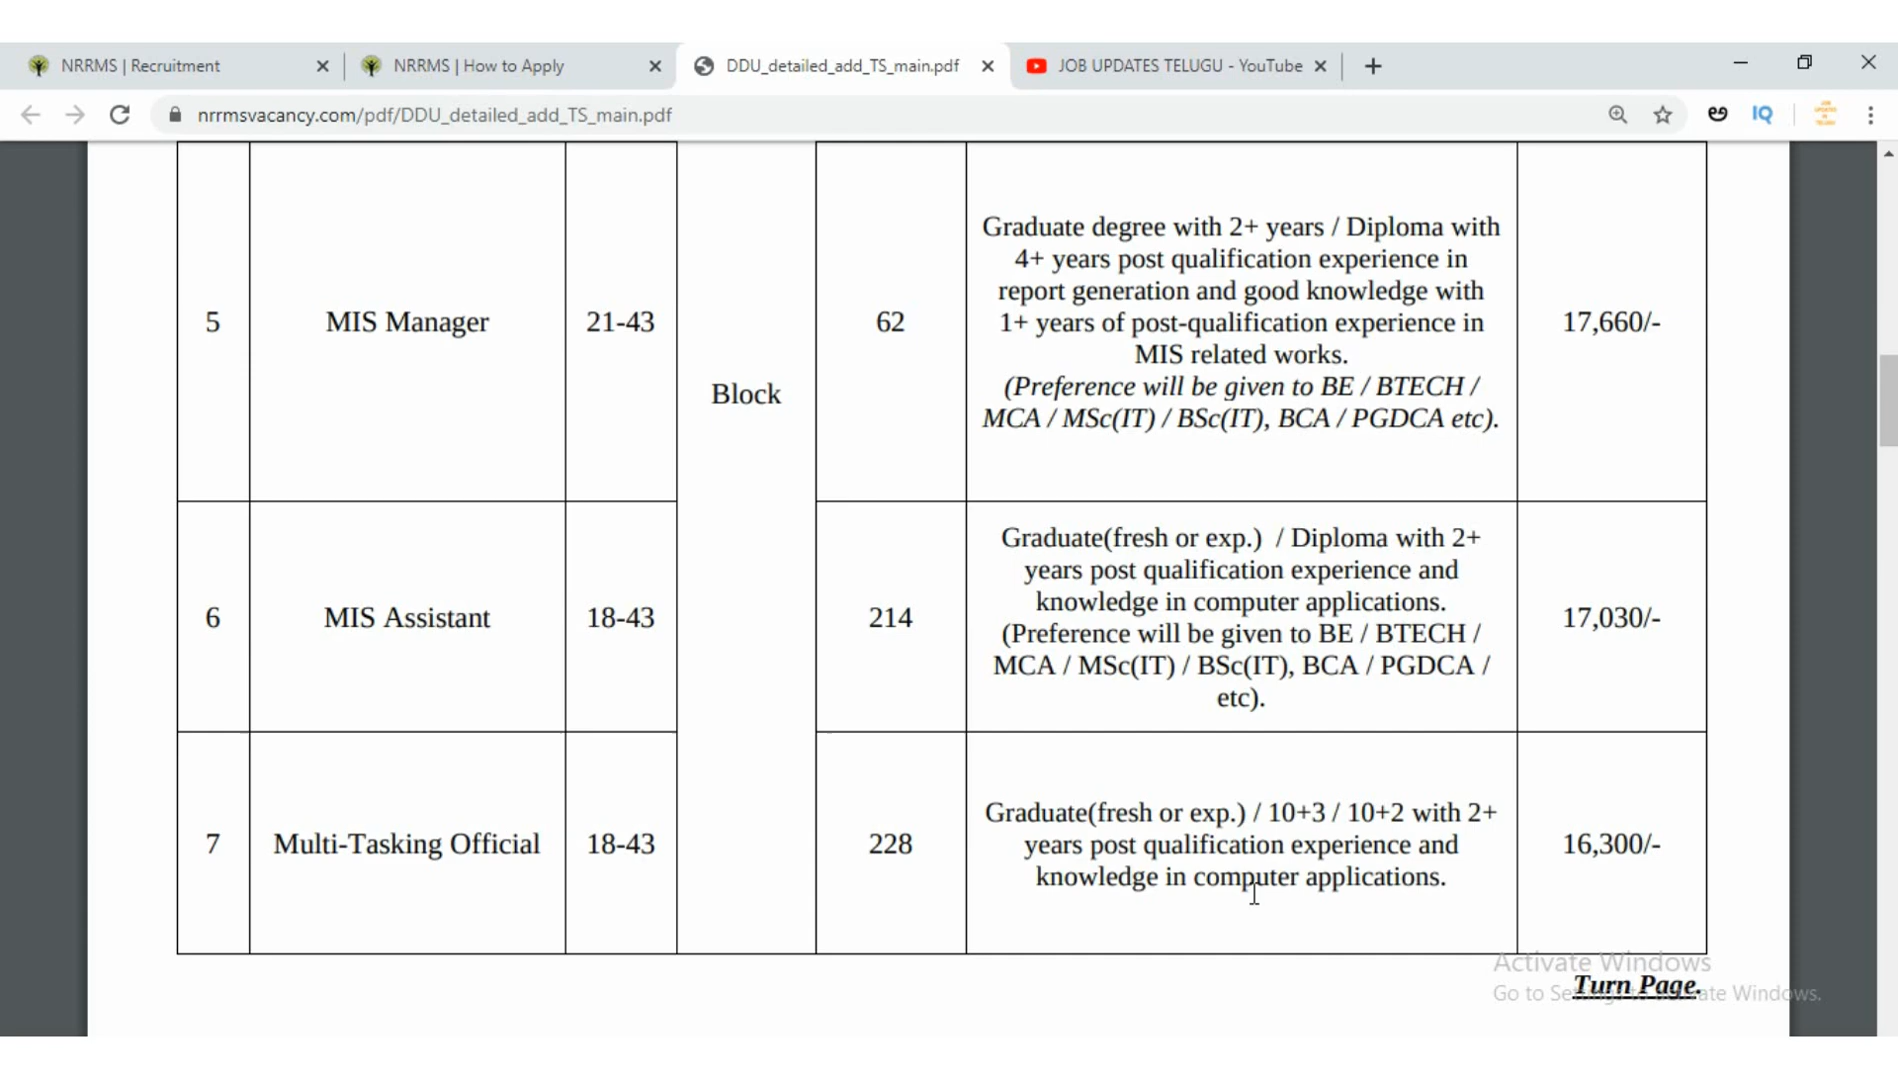 NRRMS | Recruitment
NRRMS | How to Apply
DDU_detailed_add_TS_main.pdf
JOB UPDATES TELUGU - YouTube
nrrmsvacancy.com/pdf/DDU_detailed_add_TS_main.pdf
IQ
5
MIS Manager
21-43
Block
62
Graduate degree with 2+ years / Diploma with
4+ years post qualification experience in
report generation and good knowledge with
1+ years of post-qualification experience in
MIS related works.
(Preference will be given to BE / BTECH /
MCA / MSc(IT) / BSc(IT), BCA / PGDCA etc).
17,660/-
6
MIS Assistant
18-43
214
Graduate(fresh or exp.) / Diploma with 2+
years post qualification experience and
knowledge in computer applications.
(Preference will be given to BE / BTECH /
MCA / MSc(IT) / BSc(IT), BCA / PGDCA /
etc).
17,030/-
7
Multi-Tasking Official
18-43
228
Graduate(fresh or exp.) / 10+3 / 10+2 with 2+
years post qualification experience and
knowledge in computer applications.
16,300/-
Activate Windows
Turn Page.
Go to Settings to activate Windows.